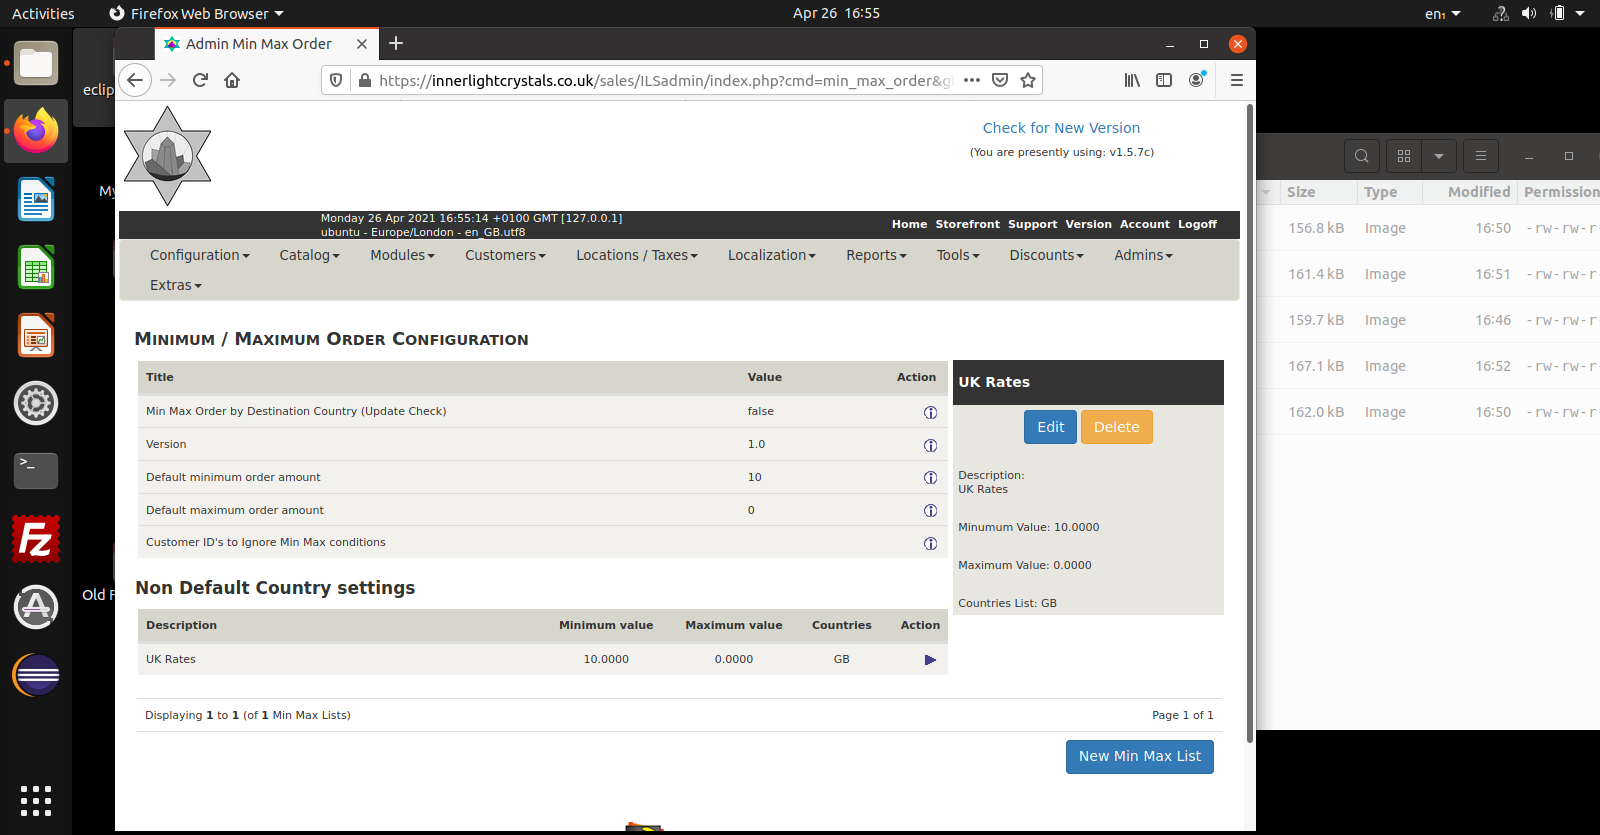 Activities
Firefox Web Browser
Apr 26 16:55
en₁
Admin Min Max Order
https://innerlightcrystals.co.uk/sales/ILSadmin/index.php?cmd=min_max_order&g
eclip
My
Old F
Check for New Version
(You are presently using: v1.5.7c)
Monday 26 Apr 2021 16:55:14 +0100 GMT [127.0.0.1]
ubuntu - Europe/London - en_GB.utf8
Home Storefront Support Version Account Logoff
Configuration Catalog Modules Customers Locations / Taxes Localization Reports Tools Discounts Admins
Extras
Minimum / Maximum Order Configuration
Title Value Action
Min Max Order by Destination Country (Update Check) false
Version 1.0
Default minimum order amount 10
Default maximum order amount 0
Customer ID's to Ignore Min Max conditions
UK Rates
Edit Delete
Description:
UK Rates
Minumum Value: 10.0000
Maximum Value: 0.0000
Countries List: GB
Non Default Country settings
Description Minimum value Maximum value Countries Action
UK Rates 10.0000 0.0000 GB
Displaying 1 to 1 (of 1 Min Max Lists) Page 1 of 1
New Min Max List
Size Type Modified Permission
156.8 kB Image 16:50 -rw-rw-r
161.4 kB Image 16:51 -rw-rw-r
159.7 kB Image 16:46 -rw-rw-r
167.1 kB Image 16:52 -rw-rw-r
162.0 kB Image 16:50 -rw-rw-r
>_
Fz